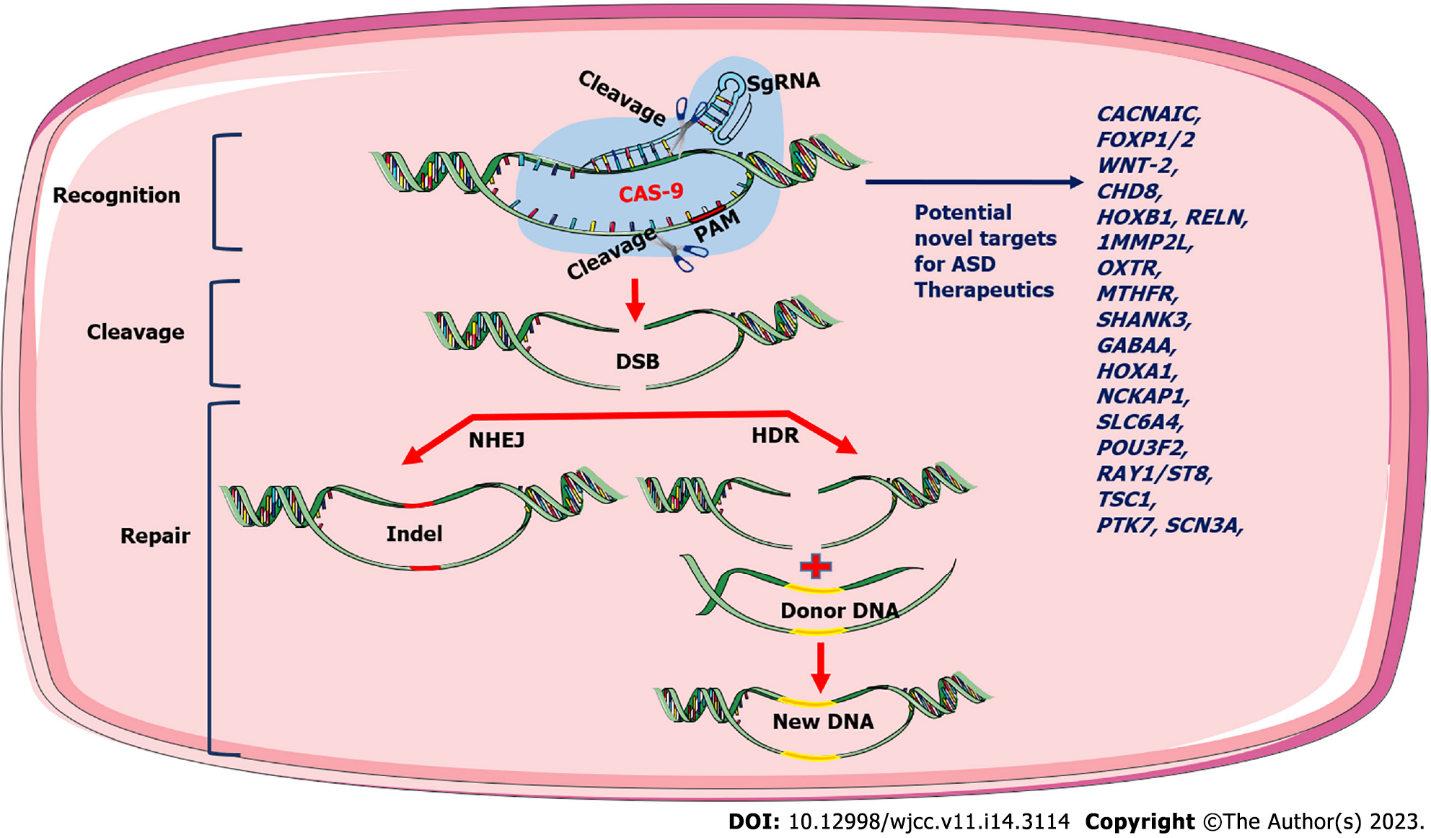 Cleavage
SgRNA
Recognition
CAS-9
PAM
Cleavage
Potential
novel targets
for ASD
Therapeutics
CACNAIC,
FOXP1/2
WNT-2,
CHD8,
HOXB1, RELN,
1MMP2L,
OXTR,
MTHFR,
SHANK3,
GABAA,
HOXA1,
NCKAP1,
SLC6A4,
POU3F2,
RAY1/ST8,
TSC1,
PTK7, SCN3A,
Cleavage
DSB
Repair
NHEJ
HDR
Indel
Donor DNA
New DNA
DOI: 10.12998/wjcc.v11.i14.3114 Copyright ©The Author(s) 2023.